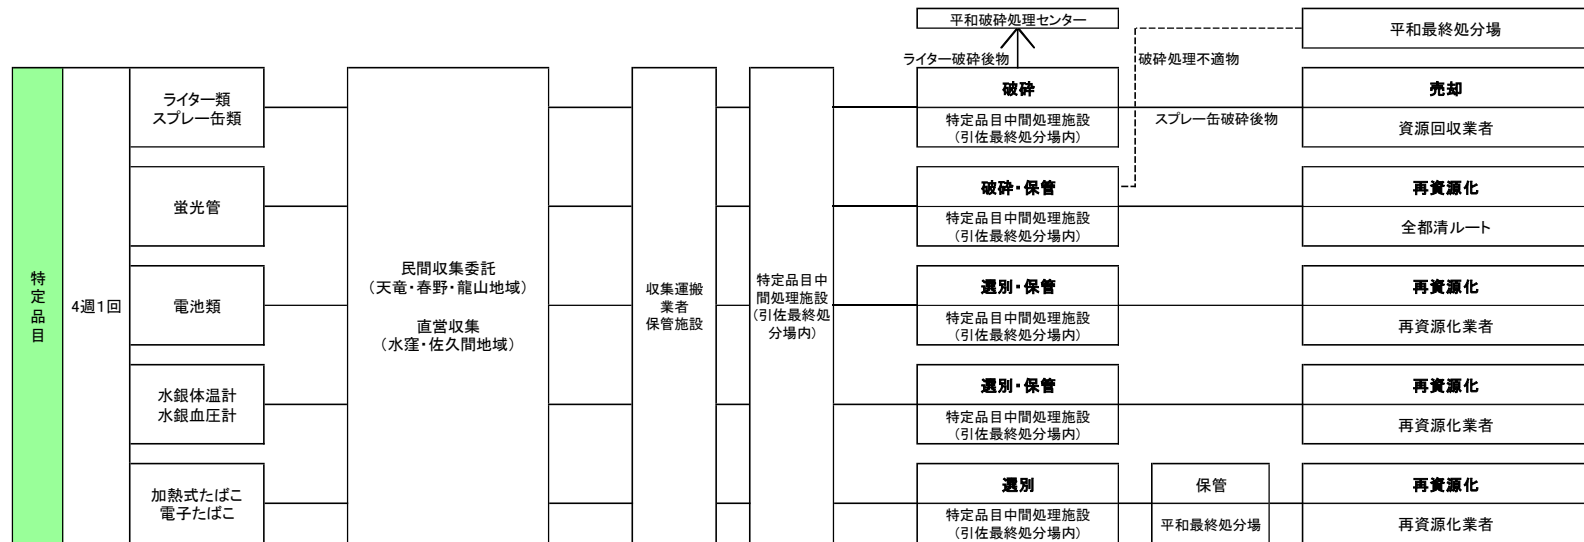 平和破砕処理センター
平和最終処分場
ライター破砕後物
破砕処理不適物
特定品目
4週1回
ライター類
スプレー缶類
破砕
特定品目中間処理施設
(引佐最終処分場内)
スプレー缶破砕後物
売却
資源回収業者
蛍光管
破砕・保管
特定品目中間処理施設
(引佐最終処分場内)
再資源化
全都清ルート
民間収集委託
(天竜・春野・龍山地域)
直営収集
(水窪・佐久間地域)
収集運搬
業者
保管施設
特定品目中
間処理施設
(引佐最終処
分場内)
電池類
選別・保管
特定品目中間処理施設
(引佐最終処分場内)
再資源化
再資源化業者
水銀体温計
水銀血圧計
選別・保管
特定品目中間処理施設
(引佐最終処分場内)
再資源化
再資源化業者
加熱式たばこ
電子たばこ
選別
特定品目中間処理施設
(引佐最終処分場内)
保管
平和最終処分場
再資源化
再資源化業者